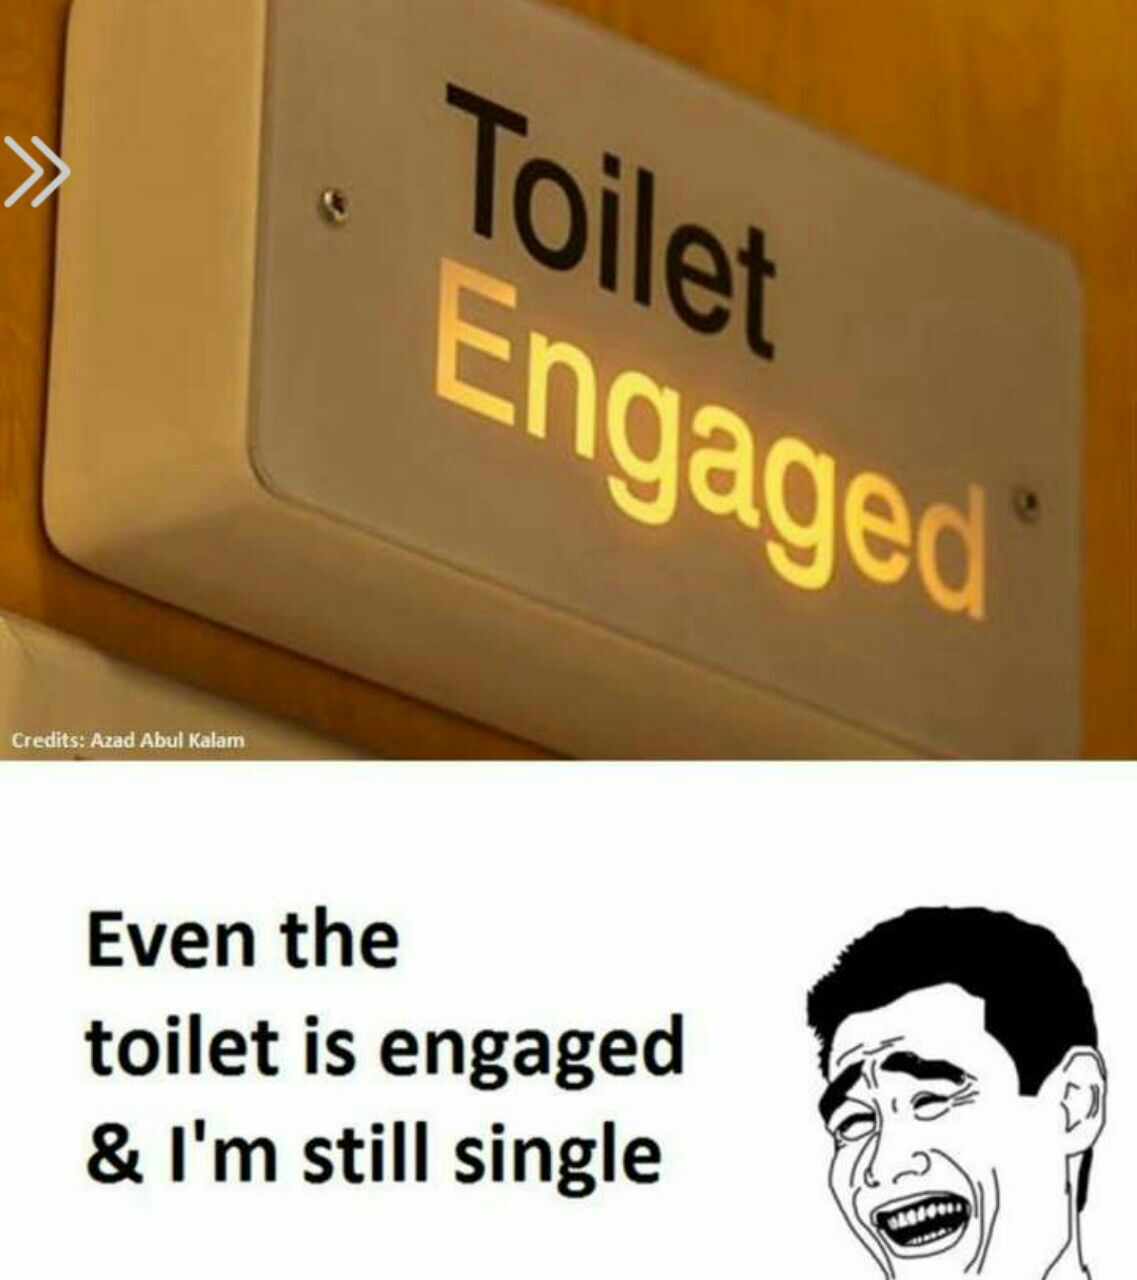 Toilet
Engaged
Credits: Azad Abul Kalam
Even the
toilet is engaged
& I'm still single